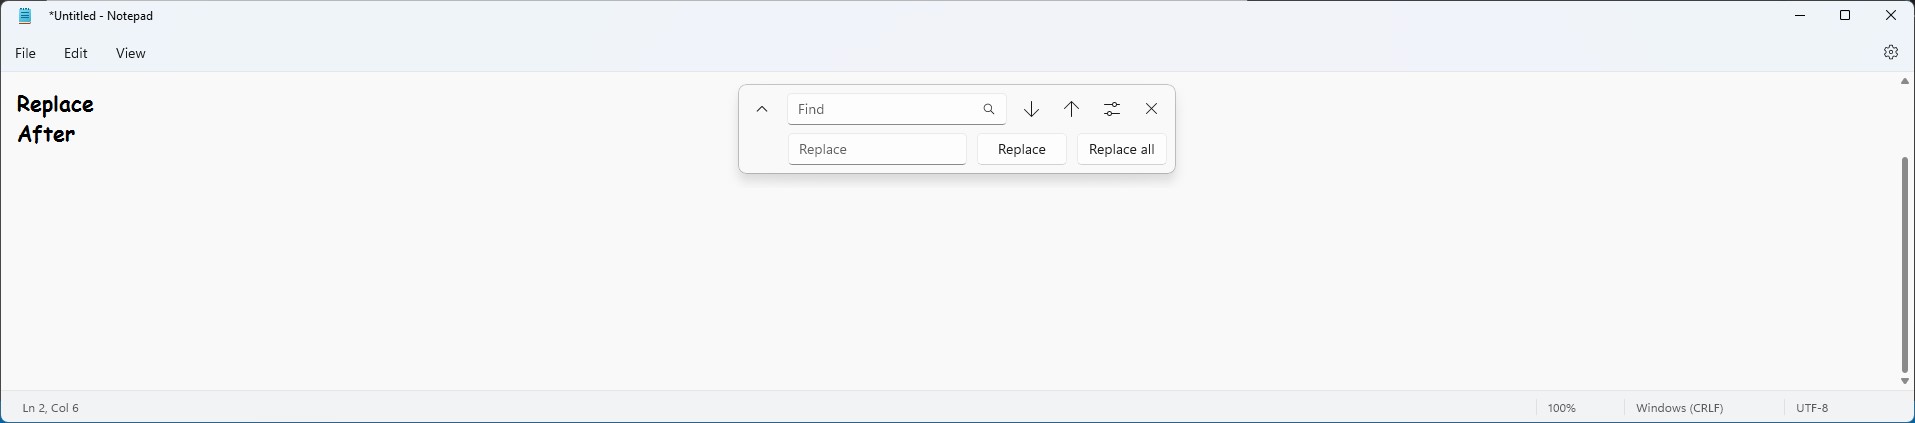 *Untitled - Notepad
File Edit View
Replace
After
Find
Replace Replace Replace all
Ln 2, Col 6 100% Windows (CRLF) UTF-8